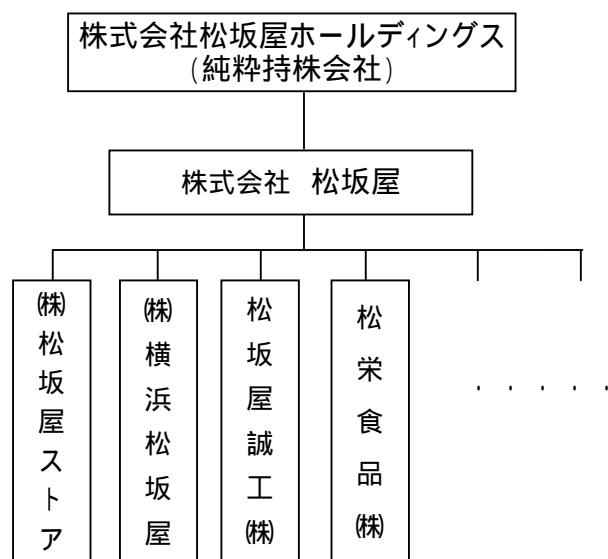 株式会社松坂屋ホールディングス
(純粋持株会社)
株式会社 松坂屋
㈱松坂屋ストア
㈱横浜松坂屋
松坂屋誠工㈱
松栄食品㈱
・・・・・